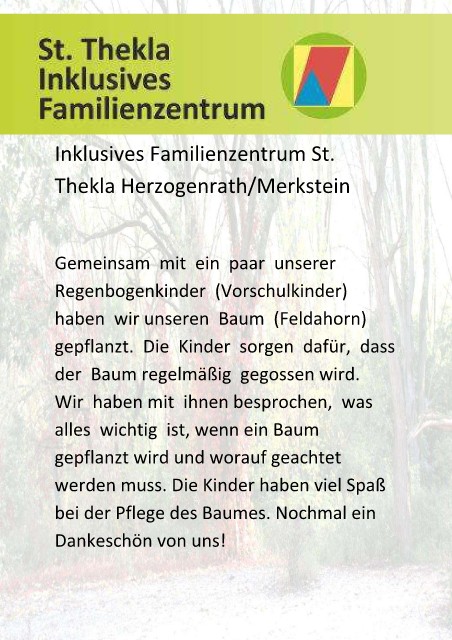 St. Thekla
Inklusives
Familienzentrum
Inklusives Familienzentrum St.
Thekla Herzogenrath/Merkstein
Gemeinsam mit ein paar unserer
Regenbogenkinder (Vorschulkinder)
haben wir unseren Baum (Feldahorn)
gepflanzt. Die Kinder sorgen dafür, dass
der Baum regelmäßig gegossen wird.
Wir haben mit ihnen besprochen, was
alles wichtig ist, wenn ein Baum
gepflanzt wird und worauf geachtet
werden muss. Die Kinder haben viel Spaß
bei der Pflege des Baumes. Nochmal ein
Dankeschön von uns!